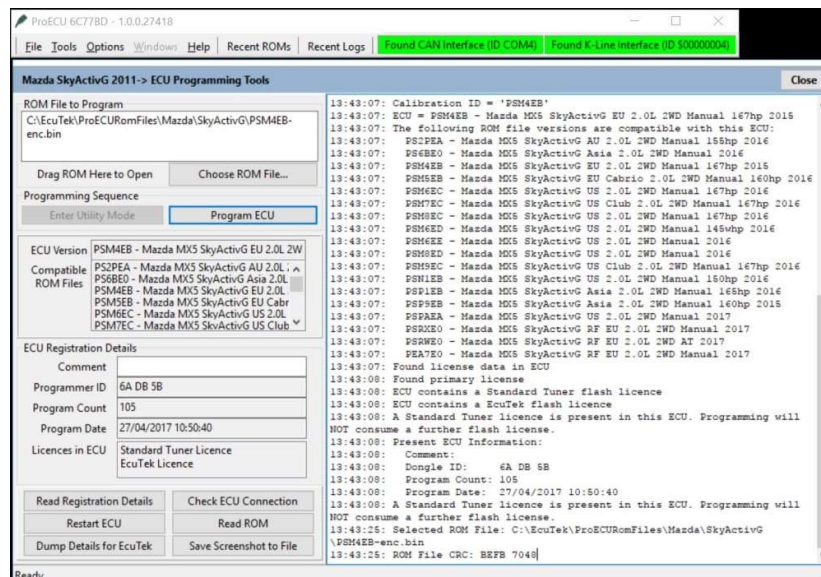 ProECU 6C77BD - 1.0.0.27418
File Tools Options Windows Help Recent ROMs Recent Logs Found CAN Interface (ID COM4) Found K-Line Interface (ID S00000004)
Mazda SkyActivG 2011-> ECU Programming Tools Close
ROM File to Program
C:\EcuTek\ProECURomFiles\Mazda\SkyActivG\PSM4EB-
enc.bin
Drag ROM Here to Open Choose ROM File...
Programming Sequence
Enter Utility Mode Program ECU
ECU Version PSM4EB - Mazda MX5 SkyActivG EU 2.0L 2W
Compatible ROM Files
PS2PEA - Mazda MX5 SkyActivG AU 2.0L
PS6BE0 - Mazda MX5 SkyActivG Asia 2.0L
PSM4EB - Mazda MX5 SkyActivG EU 2.0L
PSM5EB - Mazda MX5 SkyActivG EU Cabr
PSM6EC - Mazda MX5 SkyActivG US 2.0L
PSM7EC - Mazda MX5 SkyActivG US Club
ECU Registration Details
Comment
Programmer ID 6A DB 5B
Program Count 105
Program Date 27/04/2017 10:50:40
Licences in ECU Standard Tuner Licence
EcuTek Licence
Read Registration Details Check ECU Connection
Restart ECU Read ROM
Dump Details for EcuTek Save Screenshot to File
Ready
13:43:07: Calibration ID = 'PSM4EB'
13:43:07: ECU = PSM4EB - Mazda MX5 SkyActivG EU 2.0L 2WD Manual 167hp 2015
13:43:07: The following ROM file versions are compatible with this ECU:
13:43:07: PS2PEA - Mazda MX5 SkyActivG AU 2.0L 2WD Manual 155hp 2016
13:43:07: PS6BE0 - Mazda MX5 SkyActivG Asia 2.0L 2WD Manual 2016
13:43:07: PSM4EB - Mazda MX5 SkyActivG EU 2.0L 2WD Manual 167hp 2015
13:43:07: PSM5EB - Mazda MX5 SkyActivG EU Cabrio 2.0L 2WD Manual 160hp 2016
13:43:07: PSM6EC - Mazda MX5 SkyActivG US 2.0L 2WD Manual 167hp 2016
13:43:07: PSM7EC - Mazda MX5 SkyActivG US Club 2.0L 2WD Manual 167hp 2016
13:43:07: PSM8EC - Mazda MX5 SkyActivG US 2.0L 2WD Manual 167hp 2016
13:43:07: PSM6ED - Mazda MX5 SkyActivG US 2.0L 2WD Manual 145whp 2016
13:43:07: PSM6EE - Mazda MX5 SkyActivG US 2.0L 2WD Manual 2016
13:43:07: PSM8ED - Mazda MX5 SkyActivG US 2.0L 2WD Manual 2016
13:43:07: PSM9EC - Mazda MX5 SkyActivG US Club 2.0L 2WD Manual 167hp 2016
13:43:07: PSN1EB - Mazda MX5 SkyActivG US 2.0L 2WD Manual 150hp 2016
13:43:07: PSP1EB - Mazda MX5 SkyActivG Asia 2.0L 2WD Manual 165hp 2016
13:43:07: PSP9EB - Mazda MX5 SkyActivG Asia 2.0L 2WD Manual 160hp 2015
13:43:07: PSPAEA - Mazda MX5 SkyActivG US 2.0L 2WD Manual 2017
13:43:07: PSRXE0 - Mazda MX5 SkyActivG RF EU 2.0L 2WD Manual 2017
13:43:07: PSRWE0 - Mazda MX5 SkyActivG RF EU 2.0L 2WD AT 2017
13:43:07: PEA7E0 - Mazda MX5 SkyActivG RF EU 2.0L 2WD Manual 2017
13:43:07: Found license data in ECU
13:43:08: Found primary license
13:43:08: ECU contains a Standard Tuner flash licence
13:43:08: ECU contains a EcuTek flash licence
13:43:08: A Standard Tuner licence is present in this ECU. Programming will
NOT consume a further flash license.
13:43:08: Present ECU Information:
13:43:08: Comment:
13:43:08: Dongle ID: 6A DB 5B
13:43:08: Program Count: 105
13:43:08: Program Date: 27/04/2017 10:50:40
13:43:08: A Standard Tuner licence is present in this ECU. Programming will
NOT consume a further flash license.
13:43:25: Selected ROM File: C:\EcuTek\ProECURomFiles\Mazda\SkyActivG
\PSM4EB-enc.bin
13:43:25: ROM File CRC: BEFB 7048